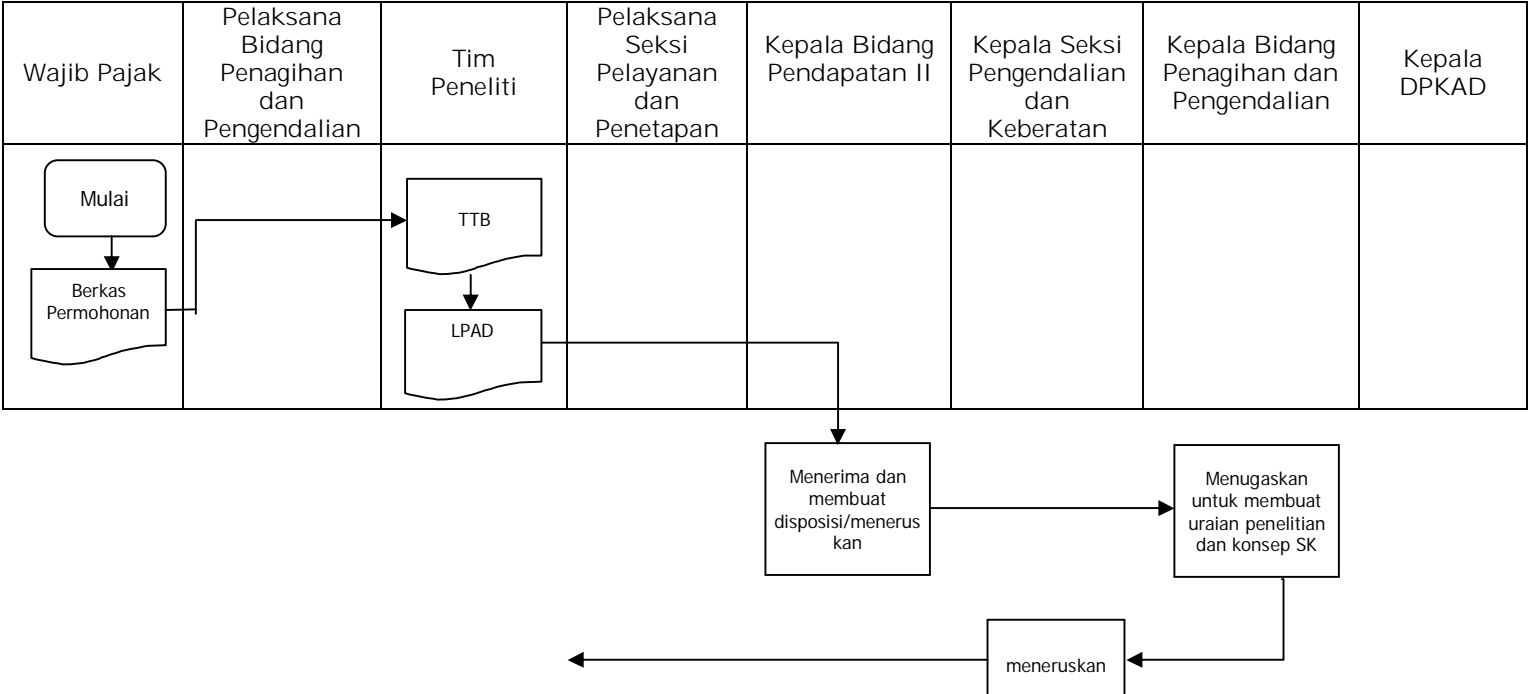 Wajib Pajak
Pelaksana
Bidang
Penagihan
dan
Pengendalian
Tim
Peneliti
Pelaksana
Seksi
Pelayanan
dan
Penetapan
Kepala Bidang
Pendapatan II
Kepala Seksi
Pengendalian
dan
Keberatan
Kepala Bidang
Penagihan dan
Pengendalian
Kepala
DPKAD
Mulai
Berkas
Permohonan
TTB
LPAD
Menerima dan
membuat
disposisi/menerus
kan
Menugaskan
untuk membuat
uraian penelitian
dan konsep SK
meneruskan